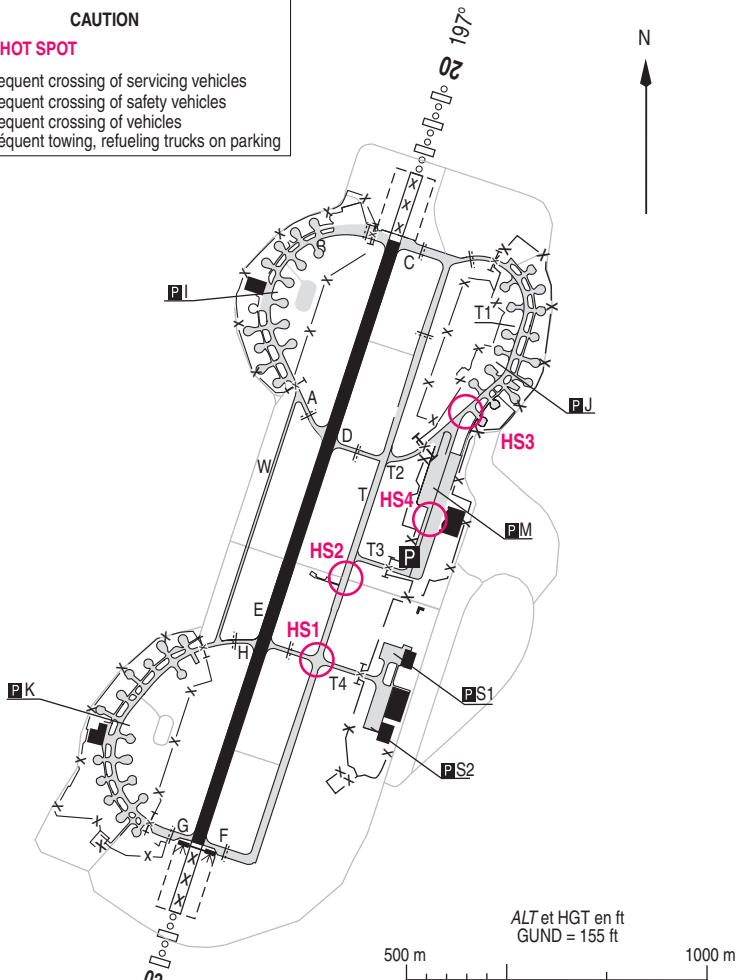 CAUTION
HOT SPOT
equent crossing of servicing vehicles
equent crossing of safety vehicles
equent crossing of vehicles
équent towing, refueling trucks on parking
197°
20
N
B
C
P I
T1
P J
A
HS3
D
W
T2
T
HS4
P M
HS2
T3
P
E
HS1
H
T4
P K
P S1
P S2
G
F
ALT et HGT en ft
GUND = 155 ft
02
500 m
1000 m